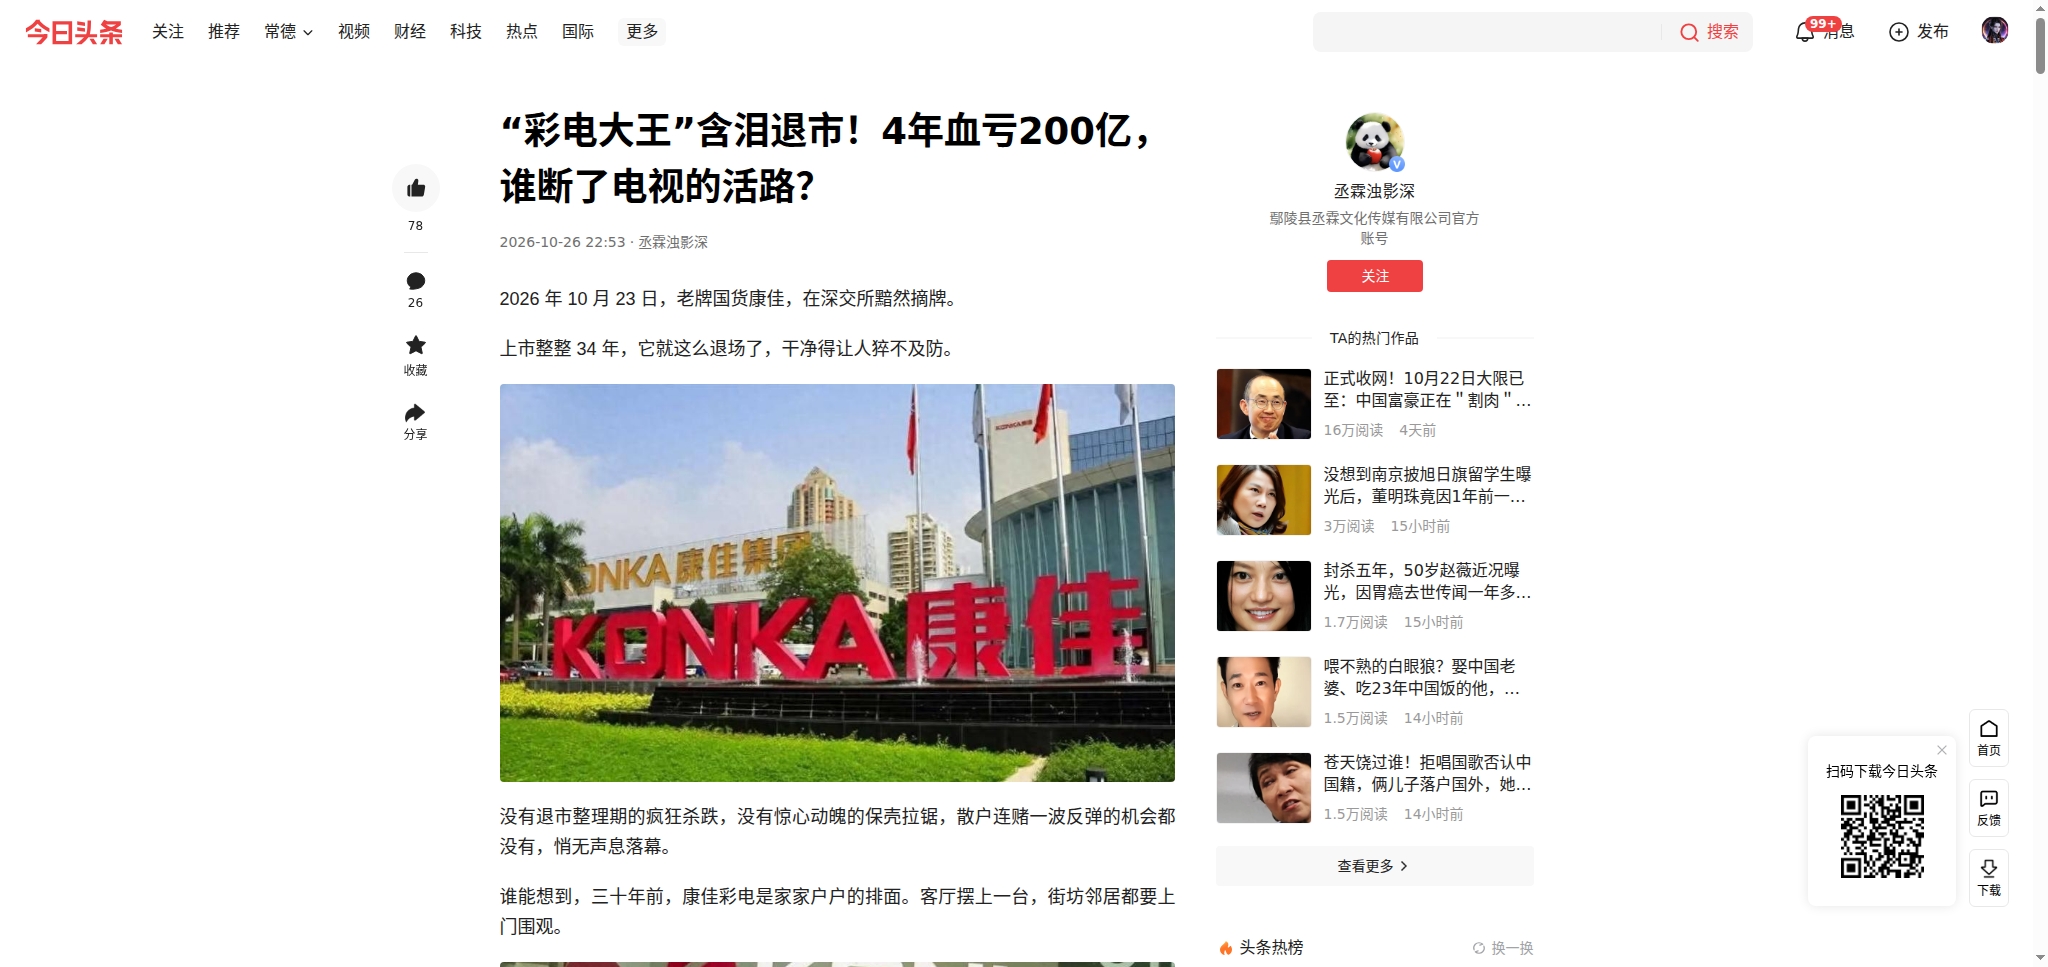 今日头条
关注
推荐
常德
视频
财经
科技
热点
国际
更多
搜索
99+
消息
发布
“彩电大王”含泪退市！4年血亏200亿，
谁断了电视的活路？
2026-10-26 22:53 · 丞霖浊影深
78
26
收藏
分享
2026 年 10 月 23 日，老牌国货康佳，在深交所黯然摘牌。
上市整整 34 年，它就这么退场了，干净得让人猝不及防。
KONKA康佳
KONKA 康佳集团
KONKA康佳
没有退市整理期的疯狂杀跌，没有惊心动魄的保壳拉锯，散户连赌一波反弹的机会都
没有，悄无声息落幕。
谁能想到，三十年前，康佳彩电是家家户户的排面。客厅摆上一台，街坊邻居都要上
门围观。
V
丞霖浊影深
鄢陵县丞霖文化传媒有限公司官方
账号
关注
TA的热门作品
正式收网！10月22日大限已
至：中国富豪正在＂割肉＂…
16万阅读 4天前
没想到南京披旭日旗留学生曝
光后，董明珠竟因1年前一…
3万阅读 15小时前
封杀五年，50岁赵薇近况曝
光，因胃癌去世传闻一年多…
1.7万阅读 15小时前
喂不熟的白眼狼？娶中国老
婆、吃23年中国饭的他，…
1.5万阅读 14小时前
苍天饶过谁！拒唱国歌否认中
国籍，俩儿子落户国外，她…
1.5万阅读 14小时前
查看更多
头条热榜
换一换
扫码下载今日头条
首页
反馈
下载